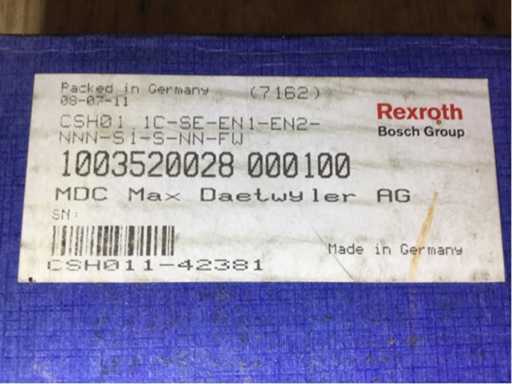 Packed in Germany (7162)
08-07-11
CSH01.1C-SE-EN1-EN2-
NNN-S1-S-NN-FW
Rexroth
Bosch Group
1003520028 000100
MDC Max Daetwyler AG
SN:
Made in Germany
CSH011-42381